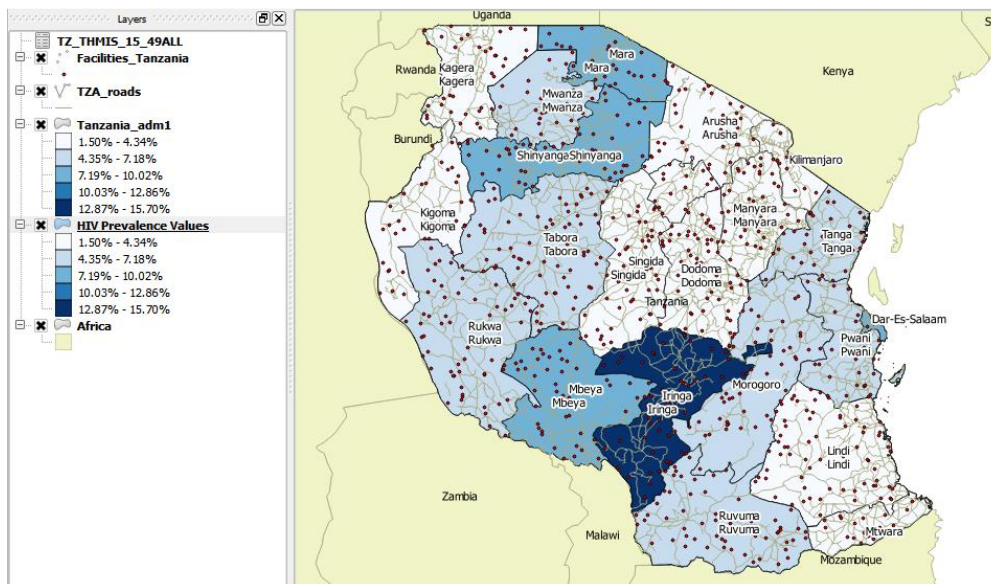 Layers
TZ_THMIS_15_49ALL
Facilities_Tanzania
TZA_roads
Tanzania_adm1
1.50% - 4.34%
4.35% - 7.18%
7.19% - 10.02%
10.03% - 12.86%
12.87% - 15.70%
HIV Prevalence Values
1.50% - 4.34%
4.35% - 7.18%
7.19% - 10.02%
10.03% - 12.86%
12.87% - 15.70%
Africa
Uganda
S
Mara
Mara
Rwanda
Kagera
Kagera
Kenya
Mwanza
Mwanza
Arusha
Arusha
Burundi
ShinyangaShinyanga
Kilimanjaro
Kigoma
Kigoma
Manyara
Manyara
Tabora
Tabora
Tanga
Tanga
Singida
Singida
Dodoma
Dodoma
Tanzania
Dar-Es-Salaam
Rukwa
Rukwa
Pwani
Pwani
Mbeya
Mbeya
Morogoro
Iringa
Iringa
Lindi
Lindi
Zambia
Ruvuma
Ruvuma
Malawi
Mtwara
Mozambique